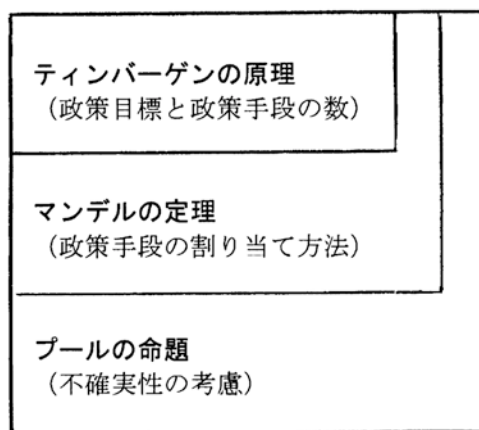 ティンバーゲンの原理
（政策目標と政策手段の数）
マンデルの定理
（政策手段の割り当て方法）
プールの命題
（不確実性の考慮）